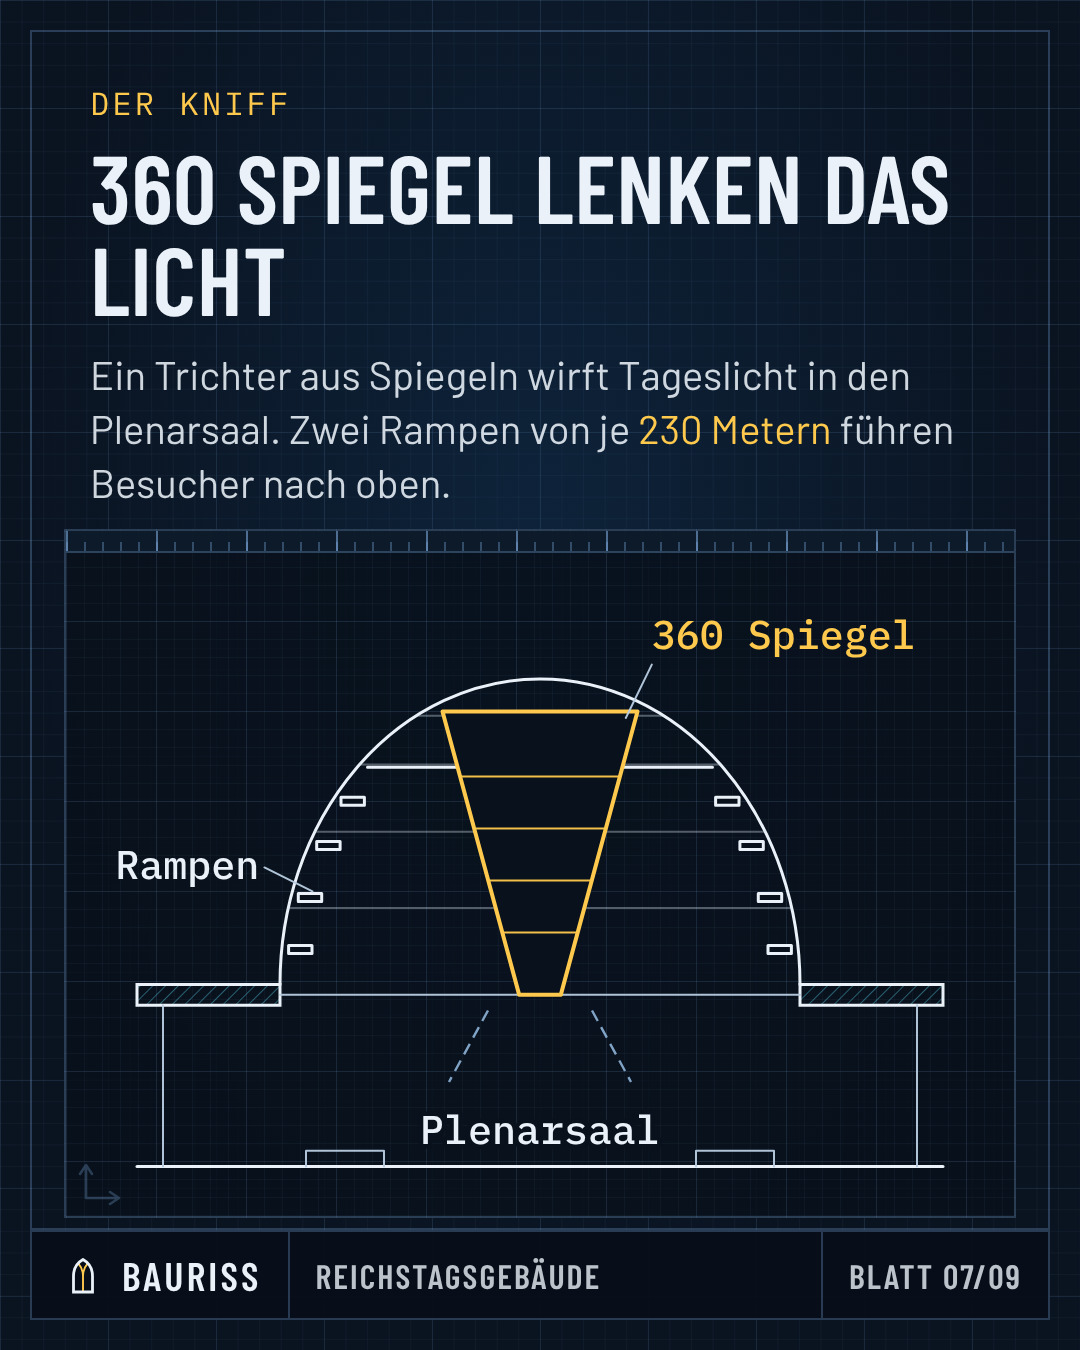 DER KNIFF
360 SPIEGEL LENKEN DAS
LICHT
Ein Trichter aus Spiegeln wirft Tageslicht in den
Plenarsaal. Zwei Rampen von je 230 Metern führen
Besucher nach oben.
360 Spiegel
Rampen
Plenarsaal
BAURISS
REICHSTAGSGEBÄUDE
BLATT 07/09